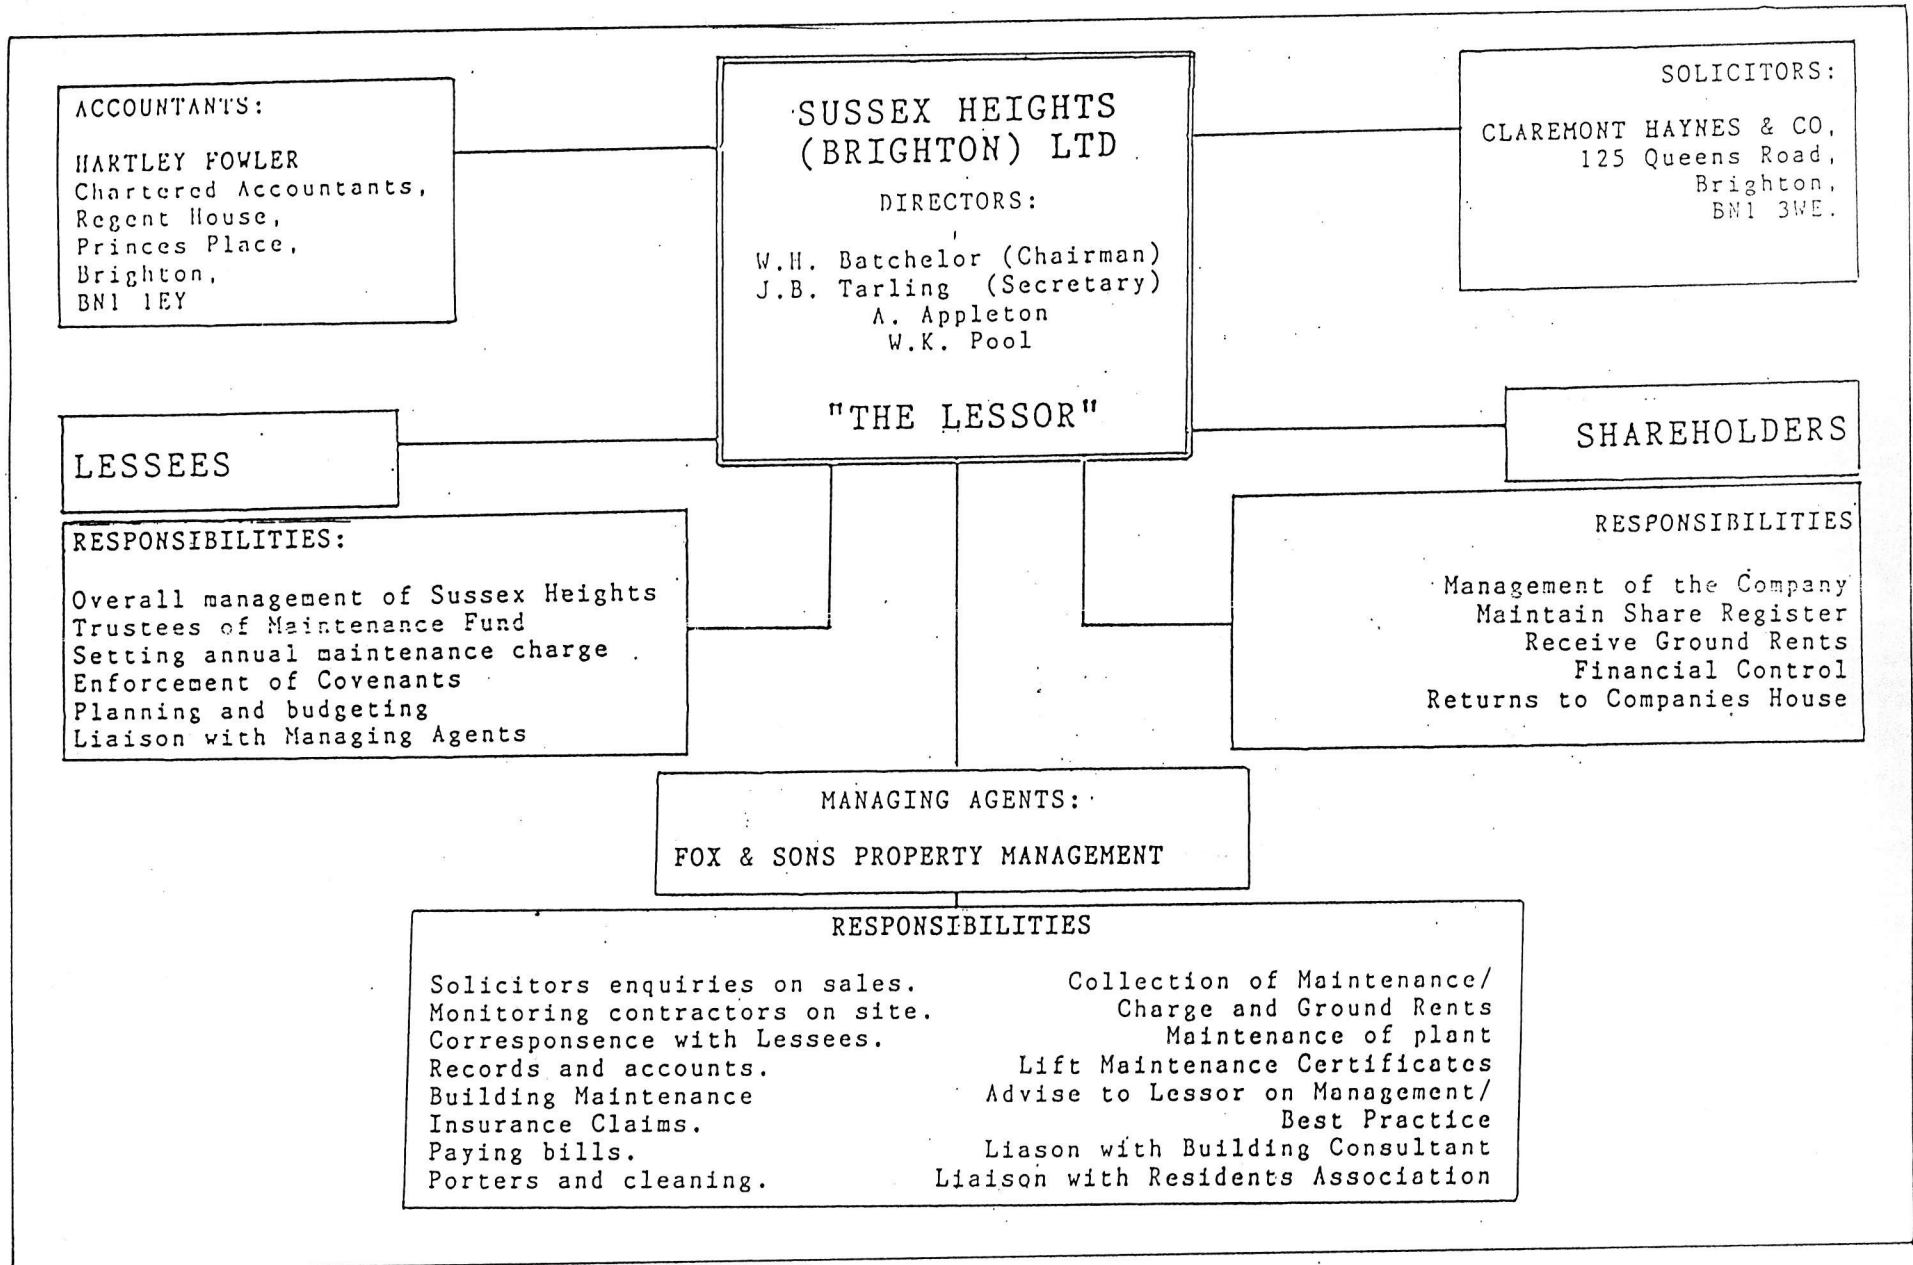 ACCOUNTANTS:
HARTLEY FOWLER
Chartered Accountants,
Regent House,
Princes Place,
Brighton,
BN1 1EY
SUSSEX HEIGHTS
(BRIGHTON) LTD
DIRECTORS:
W.H. Batchelor (Chairman)
J.B. Tarling (Secretary)
A. Appleton
W.K. Pool
"THE LESSOR"
SOLICITORS:
CLAREMONT HAYNES & CO,
125 Queens Road,
Brighton,
BN1 3WE.
LESSEES
SHAREHOLDERS
RESPONSIBILITIES:
Overall management of Sussex Heights
Trustees of Maintenance Fund
Setting annual maintenance charge
Enforcement of Covenants
Planning and budgeting
Liaison with Managing Agents
RESPONSIBILITIES
Management of the Company
Maintain Share Register
Receive Ground Rents
Financial Control
Returns to Companies House
MANAGING AGENTS:
FOX & SONS PROPERTY MANAGEMENT
RESPONSIBILITIES
Solicitors enquiries on sales.
Monitoring contractors on site.
Corresponsence with Lessees.
Records and accounts.
Building Maintenance
Insurance Claims.
Paying bills.
Porters and cleaning.
Collection of Maintenance/
Charge and Ground Rents
Maintenance of plant
Lift Maintenance Certificates
Advise to Lessor on Management/
Best Practice
Liason with Building Consultant
Liaison with Residents Association